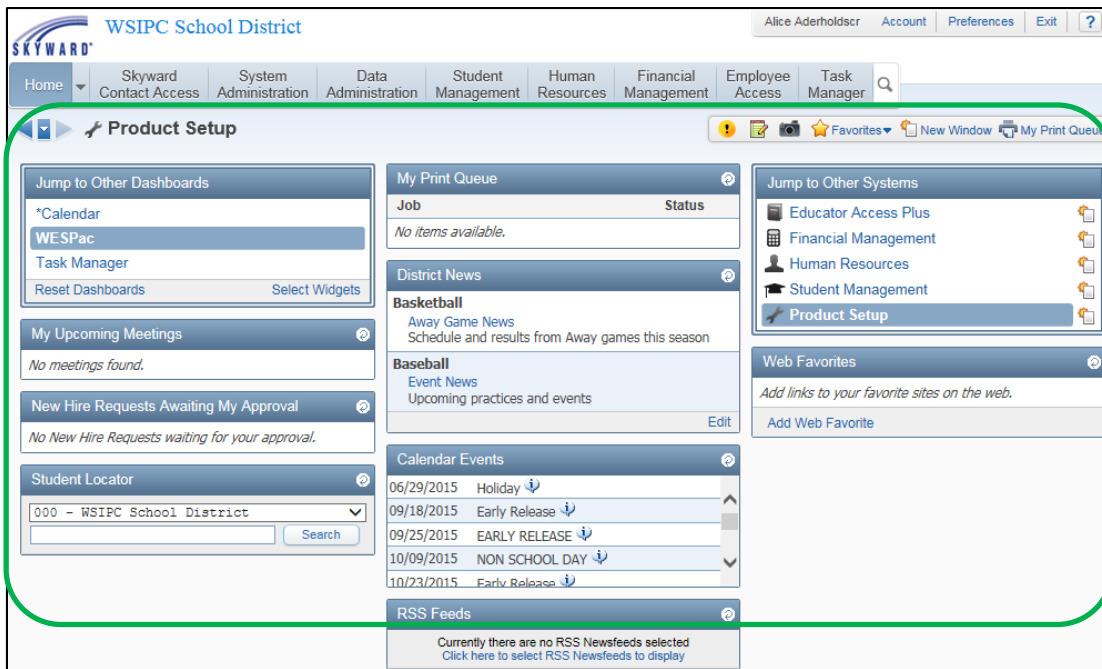 SKYWARD
WSIPC School District
Alice Aderholdscr Account Preferences Exit ?
Home
Skyward Contact Access
System Administration
Data Administration
Student Management
Human Resources
Financial Management
Employee Access
Task Manager
Product Setup
Favorites New Window My Print Queue
Jump to Other Dashboards
*Calendar
WESPac
Task Manager
Reset Dashboards Select Widgets
My Upcoming Meetings
No meetings found.
New Hire Requests Awaiting My Approval
No New Hire Requests waiting for your approval.
Student Locator
000 - WSIPC School District
Search
My Print Queue
Job Status
No items available.
District News
Basketball
Away Game News
Schedule and results from Away games this season
Baseball
Event News
Upcoming practices and events
Edit
Calendar Events
06/29/2015 Holiday
09/18/2015 Early Release
09/25/2015 EARLY RELEASE
10/09/2015 NON SCHOOL DAY
10/23/2015 Early Release
RSS Feeds
Currently there are no RSS Newsfeeds selected
Click here to select RSS Newsfeeds to display
Jump to Other Systems
Educator Access Plus
Financial Management
Human Resources
Student Management
Product Setup
Web Favorites
Add links to your favorite sites on the web.
Add Web Favorite